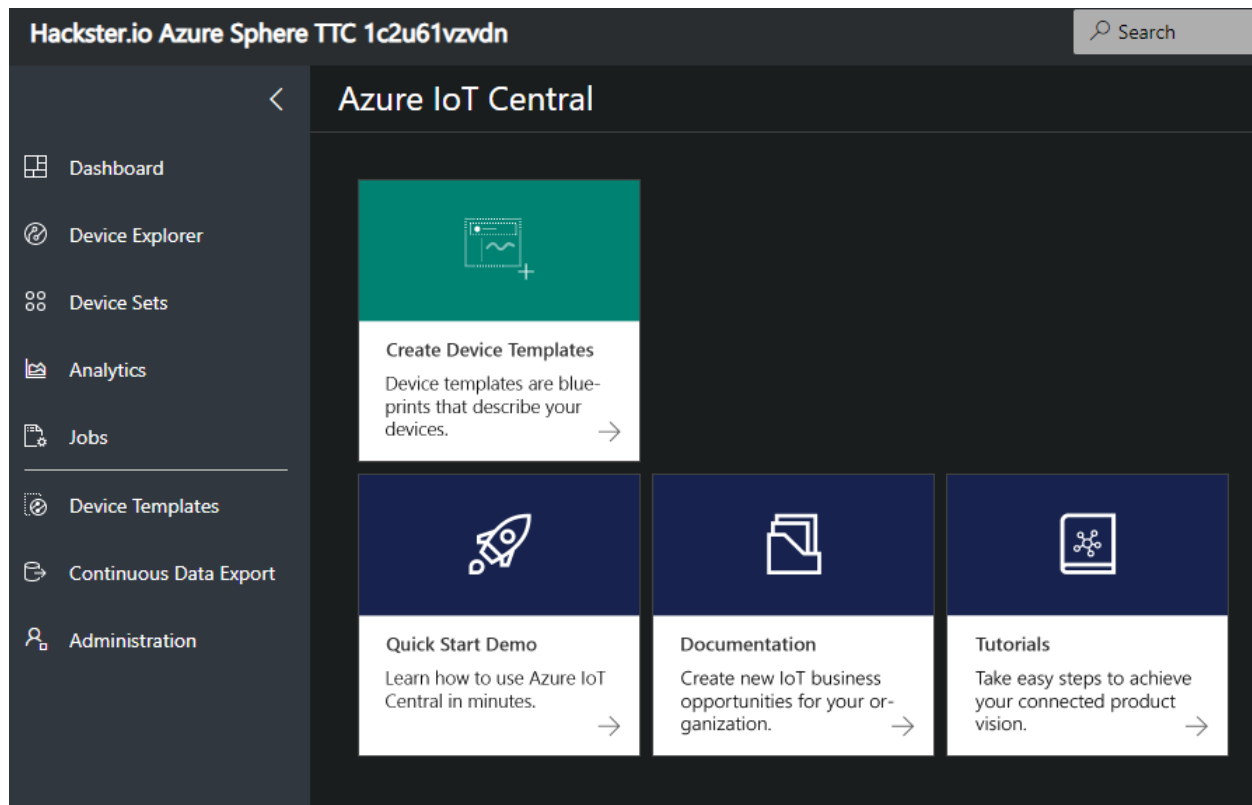 Hackster.io Azure Sphere TTC 1c2u61vzvdn
Search
Azure IoT Central
Dashboard
Device Explorer
Device Sets
Analytics
Jobs
Device Templates
Continuous Data Export
Administration
Create Device Templates
Device templates are blue-
prints that describe your
devices.
Quick Start Demo
Learn how to use Azure IoT
Central in minutes.
Documentation
Create new IoT business
opportunities for your or-
ganization.
Tutorials
Take easy steps to achieve
your connected product
vision.